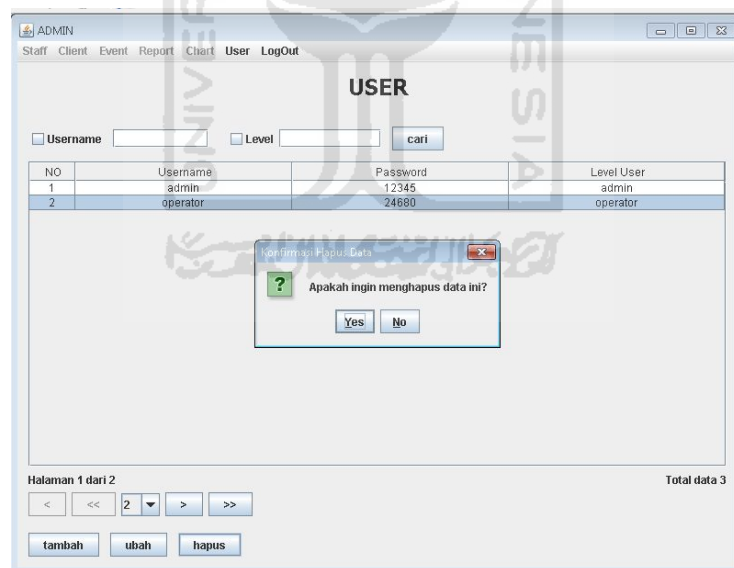 ADMIN
Staff Client Event Report Chart User LogOut
USER
Username Level cari
NO Username Password Level User
1 admin 12345 admin
2 operator 24680 operator
Konfirmasi Hapus Data
Apakah ingin menghapus data ini?
Yes No
Halaman 1 dari 2 Total data 3
< << 2 > >>
tambah ubah hapus